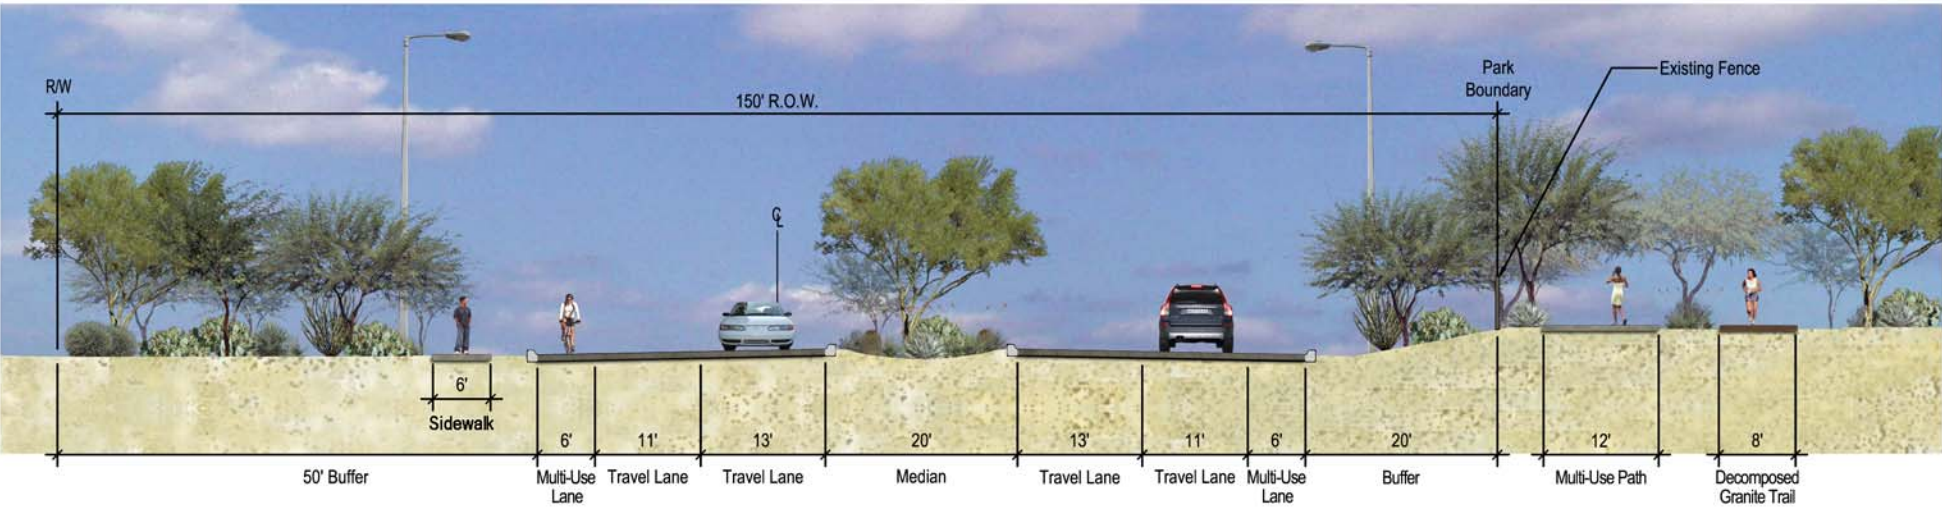 R/W
150' R.O.W.
Park
Boundary
Existing Fence
CL
6'
Sidewalk
6'
11'
13'
20'
13'
11'
6'
20'
12'
8'
50' Buffer
Multi-Use
Lane
Travel Lane
Travel Lane
Median
Travel Lane
Travel Lane
Multi-Use
Lane
Buffer
Multi-Use Path
Decomposed
Granite Trail